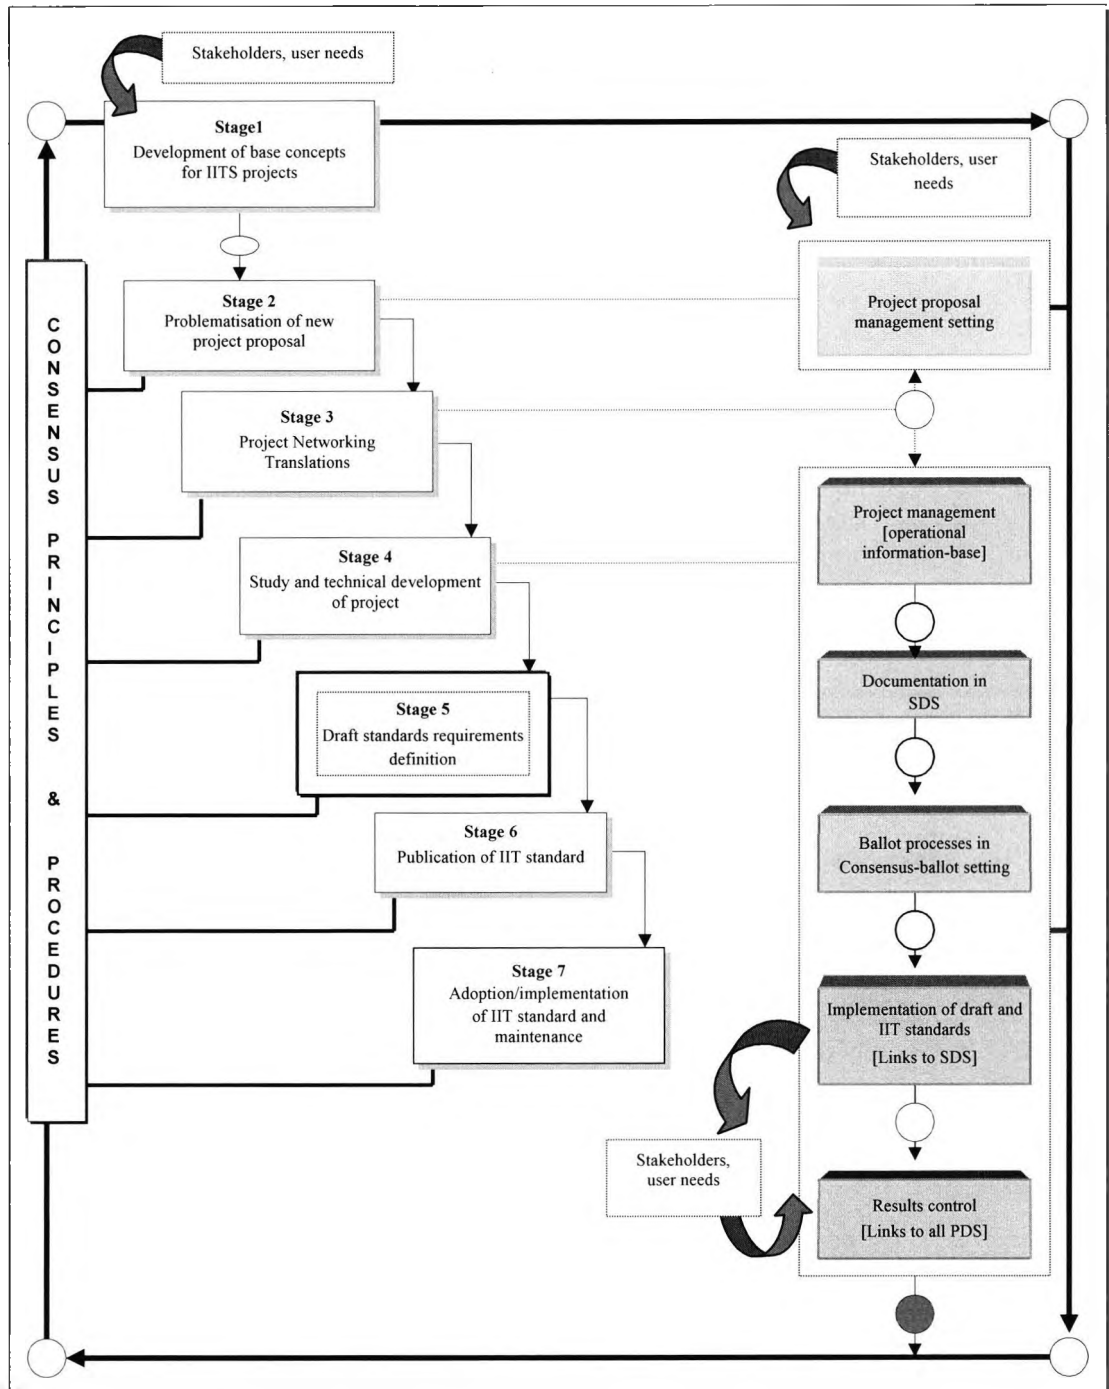 Stakeholders, user needs
Stage1
Development of base concepts
for IITS projects
Stakeholders, user
needs
Stage 2
Problematisation of new
project proposal
Project proposal
management setting
CONSENSUS PRINCIPLES & PROCEDURES
Stage 3
Project Networking
Translations
Project management
[operational
information-base]
Stage 4
Study and technical development
of project
Documentation in
SDS
Stage 5
Draft standards requirements
definition
Stage 6
Publication of IIT standard
Ballot processes in
Consensus-ballot setting
Stage 7
Adoption/implementation
of IIT standard and
maintenance
Implementation of draft and
IIT standards
[Links to SDS]
Stakeholders,
user needs
Results control
[Links to all PDS]